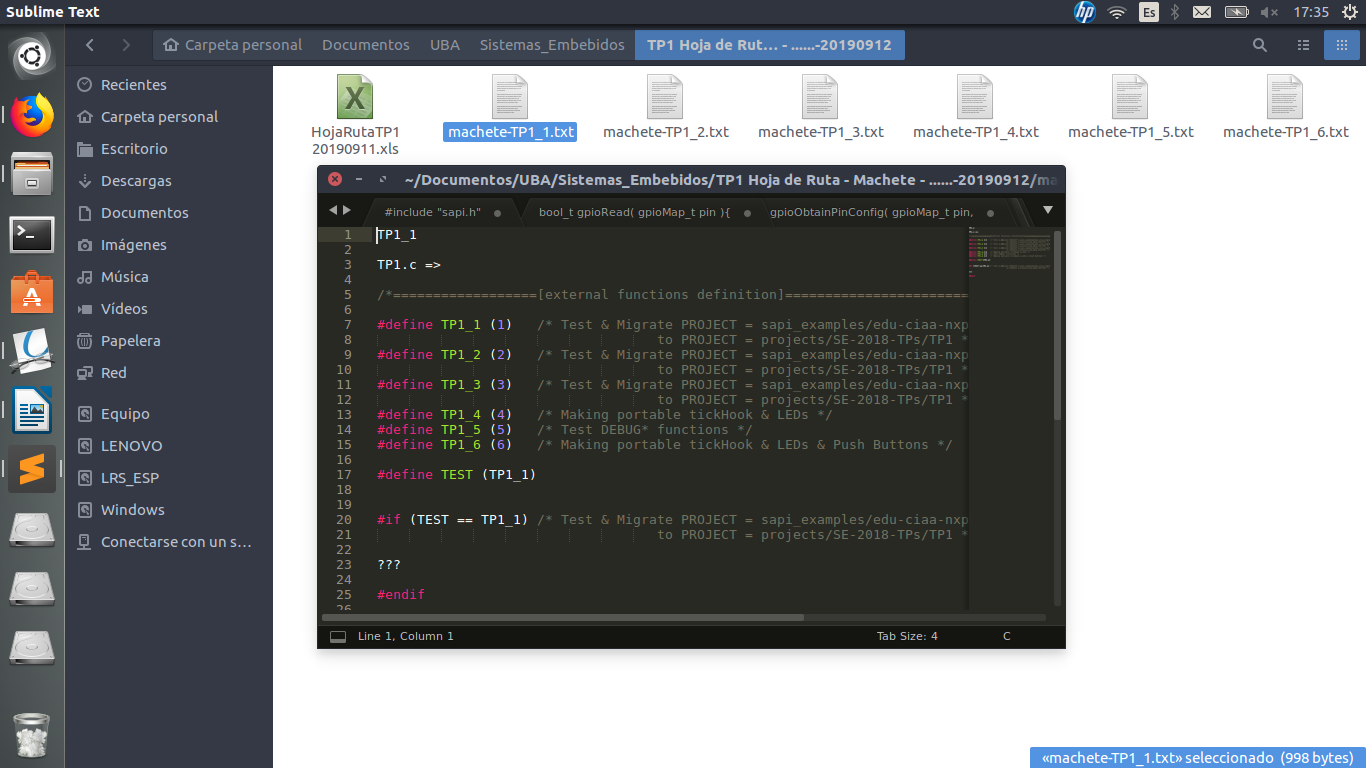 Sublime Text
hp
Es
17:35
Carpeta personal
Documentos
UBA
Sistemas_Embebidos
TP1 Hoja de Rut… - ......-20190912
Recientes
Carpeta personal
Escritorio
Descargas
Documentos
Imágenes
Música
Vídeos
Papelera
Red
Equipo
LENOVO
LRS_ESP
Windows
Conectarse con un s…
HojaRutaTP1
20190911.xls
machete-TP1_1.txt
machete-TP1_2.txt
machete-TP1_3.txt
machete-TP1_4.txt
machete-TP1_5.txt
machete-TP1_6.txt
~/Documentos/UBA/Sistemas_Embebidos/TP1 Hoja de Ruta - Machete - ......-20190912/ma
#include "sapi.h"
bool_t gpioRead( gpioMap_t pin ){
gpioObtainPinConfig( gpioMap_t pin,
1 TP1_1
2
3 TP1.c =>
4
5 /*==================[external functions definition]=======================
6
7 #define TP1_1 (1) /* Test & Migrate PROJECT = sapi_examples/edu-ciaa-nxp
8 to PROJECT = projects/SE-2018-TPs/TP1 *
9 #define TP1_2 (2) /* Test & Migrate PROJECT = sapi_examples/edu-ciaa-nxp
10 to PROJECT = projects/SE-2018-TPs/TP1 *
11 #define TP1_3 (3) /* Test & Migrate PROJECT = sapi_examples/edu-ciaa-nxp
12 to PROJECT = projects/SE-2018-TPs/TP1 *
13 #define TP1_4 (4) /* Making portable tickHook & LEDs */
14 #define TP1_5 (5) /* Test DEBUG* functions */
15 #define TP1_6 (6) /* Making portable tickHook & LEDs & Push Buttons */
16
17 #define TEST (TP1_1)
18
19
20 #if (TEST == TP1_1) /* Test & Migrate PROJECT = sapi_examples/edu-ciaa-nxp
21 to PROJECT = projects/SE-2018-TPs/TP1 *
22
23 ???
24
25 #endif
26
Line 1, Column 1
Tab Size: 4
C
«machete-TP1_1.txt» seleccionado (998 bytes)